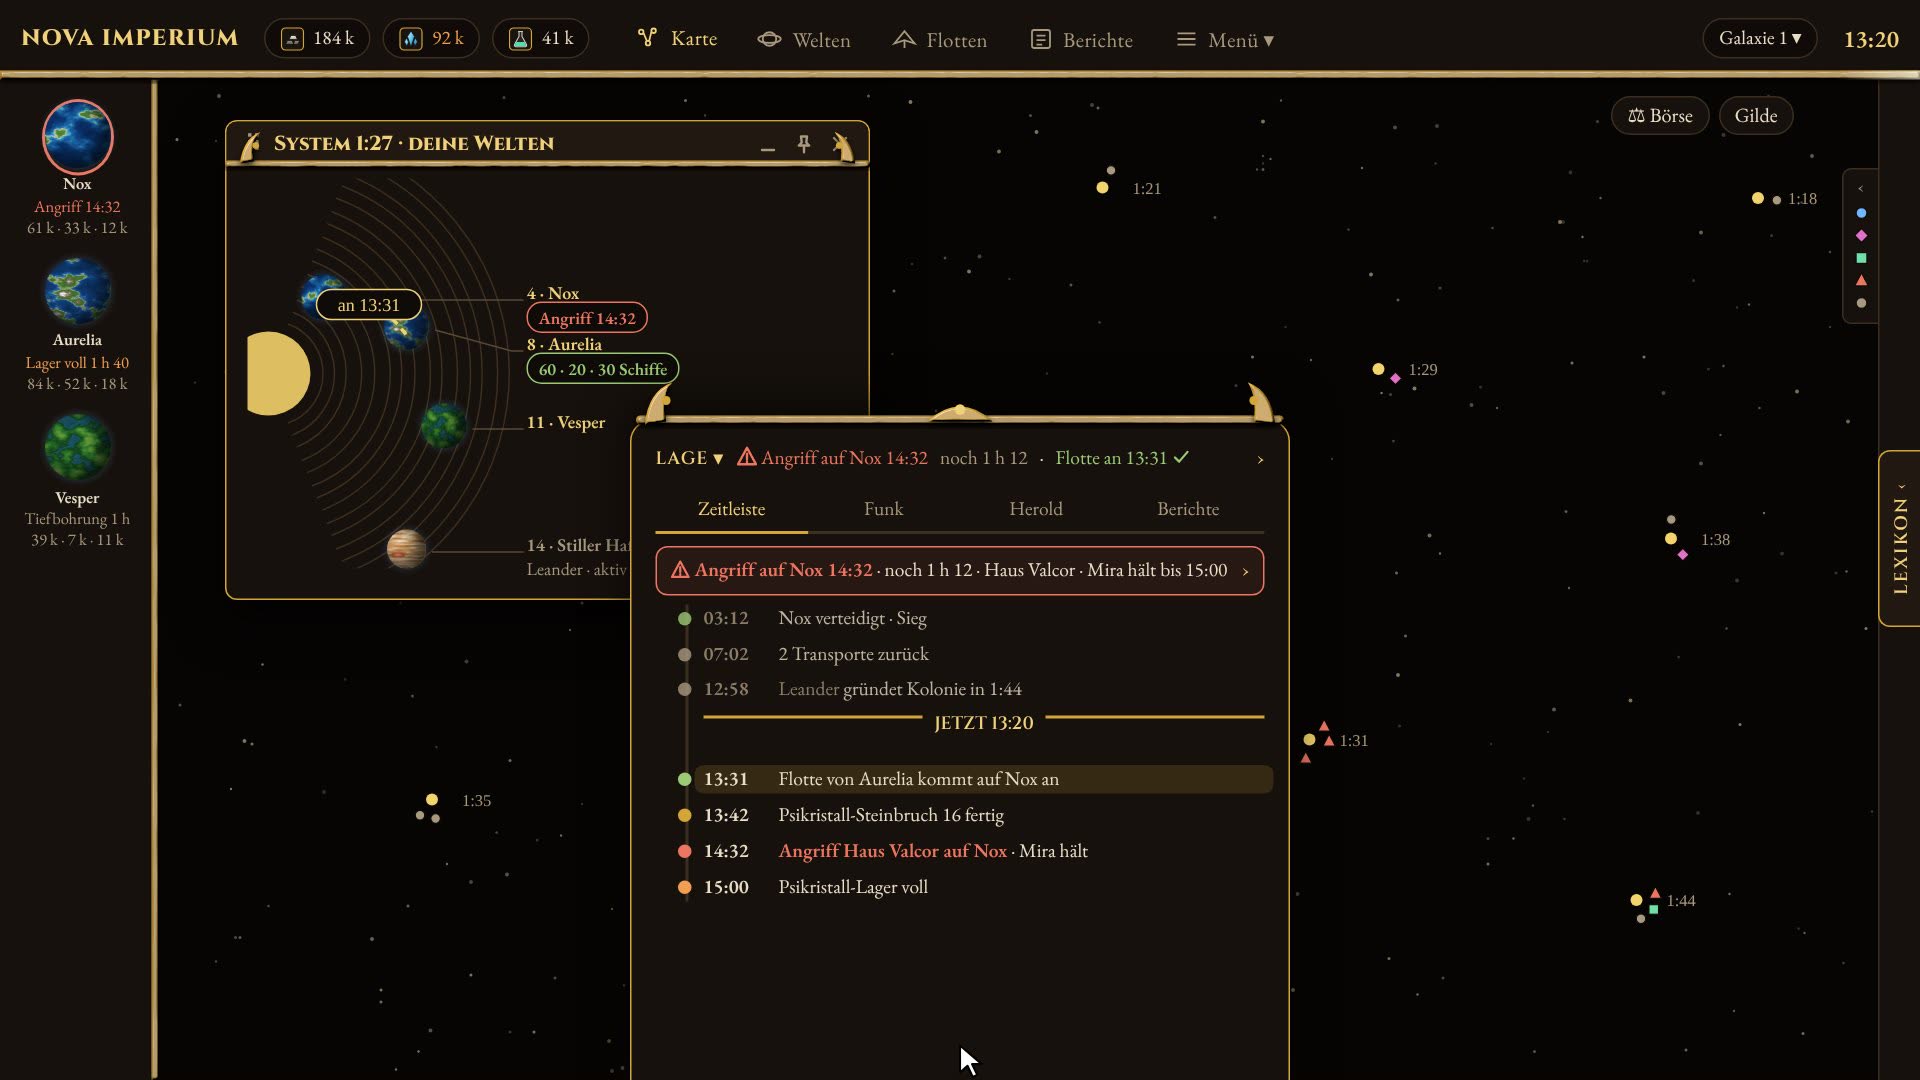 NOVA IMPERIUM
184 k
92 k
41 k
Karte
Welten
Flotten
Berichte
Menü ▾
Galaxie 1 ▾
13:20
Nox
Angriff 14:32
61 k · 33 k · 12 k
Aurelia
Lager voll 1 h 40
84 k · 52 k · 18 k
Vesper
Tiefbohrung 1 h
39 k · 7 k · 11 k
System 1:27 · deine Welten
an 13:31
4 · Nox
Angriff 14:32
8 · Aurelia
60 · 20 · 30 Schiffe
11 · Vesper
14 · Stiller Ha
Leander · aktiv
Börse
Gilde
1:21
1:18
1:29
1:38
1:31
1:35
1:44
LEXIKON
LAGE ▾
Angriff auf Nox 14:32 noch 1 h 12 · Flotte an 13:31 ✓ ›
Zeitleiste
Funk
Herold
Berichte
Angriff auf Nox 14:32 · noch 1 h 12 · Haus Valcor · Mira hält bis 15:00 ›
03:12 Nox verteidigt · Sieg
07:02 2 Transporte zurück
12:58 Leander gründet Kolonie in 1:44
JETZT 13:20
13:31 Flotte von Aurelia kommt auf Nox an
13:42 Psikristall-Steinbruch 16 fertig
14:32 Angriff Haus Valcor auf Nox · Mira hält
15:00 Psikristall-Lager voll